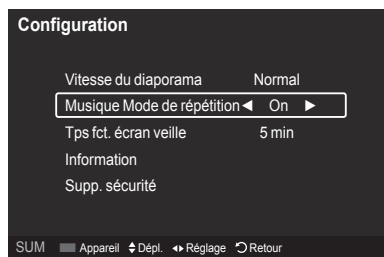 Configuration
Vitesse du diaporama Normal
Musique Mode de répétition ◀ On ▶
Tps fct. écran veille 5 min
Information
Supp. sécurité
SUM Appareil Dépl. Réglage Retour